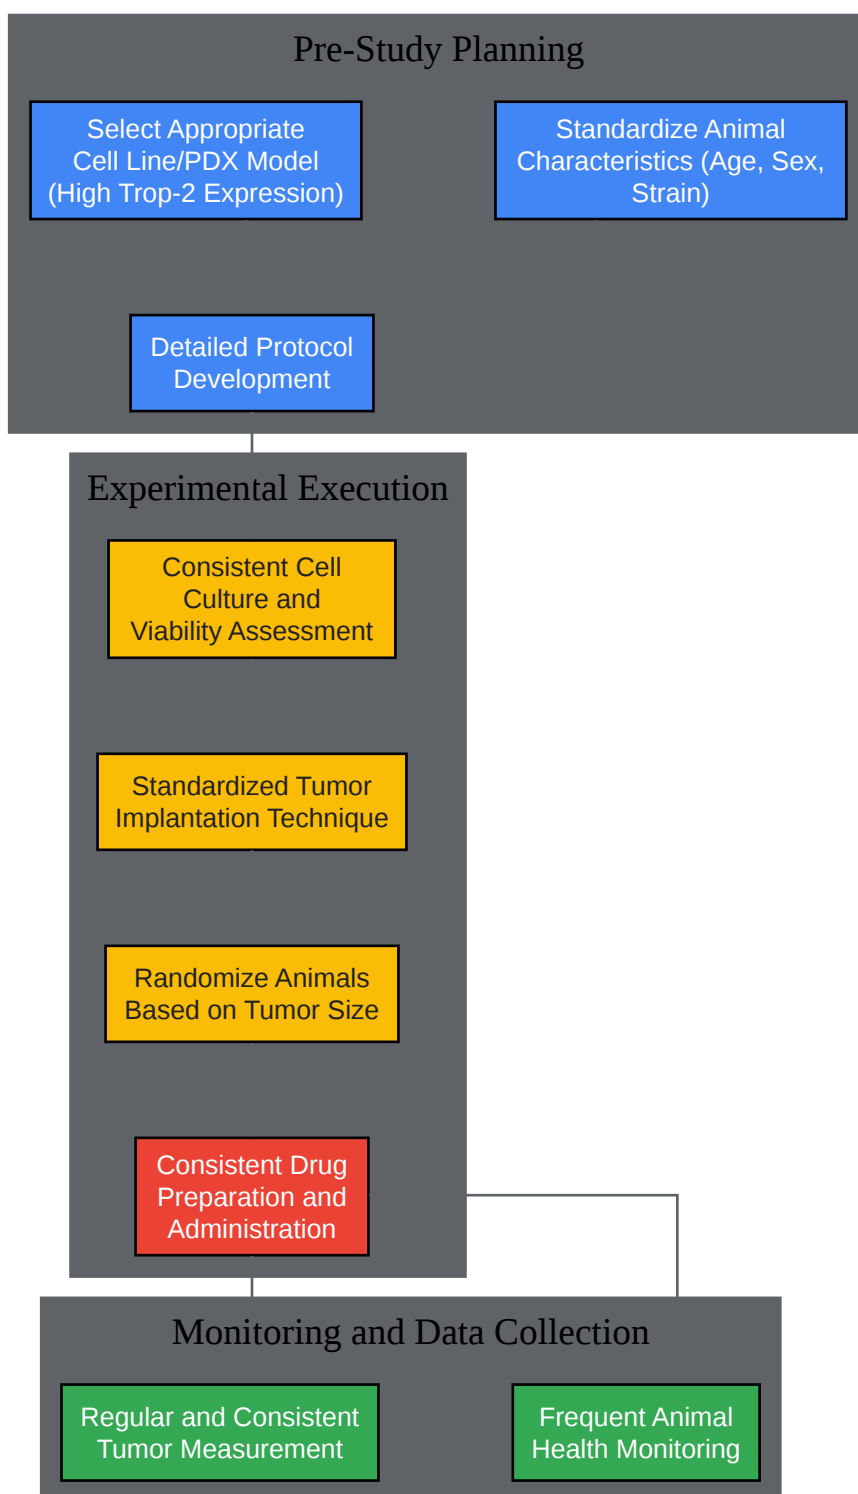 Pre-Study Planning
Select Appropriate
Cell Line/PDX Model
(High Trop-2 Expression)
Standardize Animal
Characteristics (Age, Sex,
Strain)
Detailed Protocol
Development
Experimental Execution
Consistent Cell
Culture and
Viability Assessment
Standardized Tumor
Implantation Technique
Randomize Animals
Based on Tumor Size
Consistent Drug
Preparation and
Administration
Monitoring and Data Collection
Regular and Consistent
Tumor Measurement
Frequent Animal
Health Monitoring